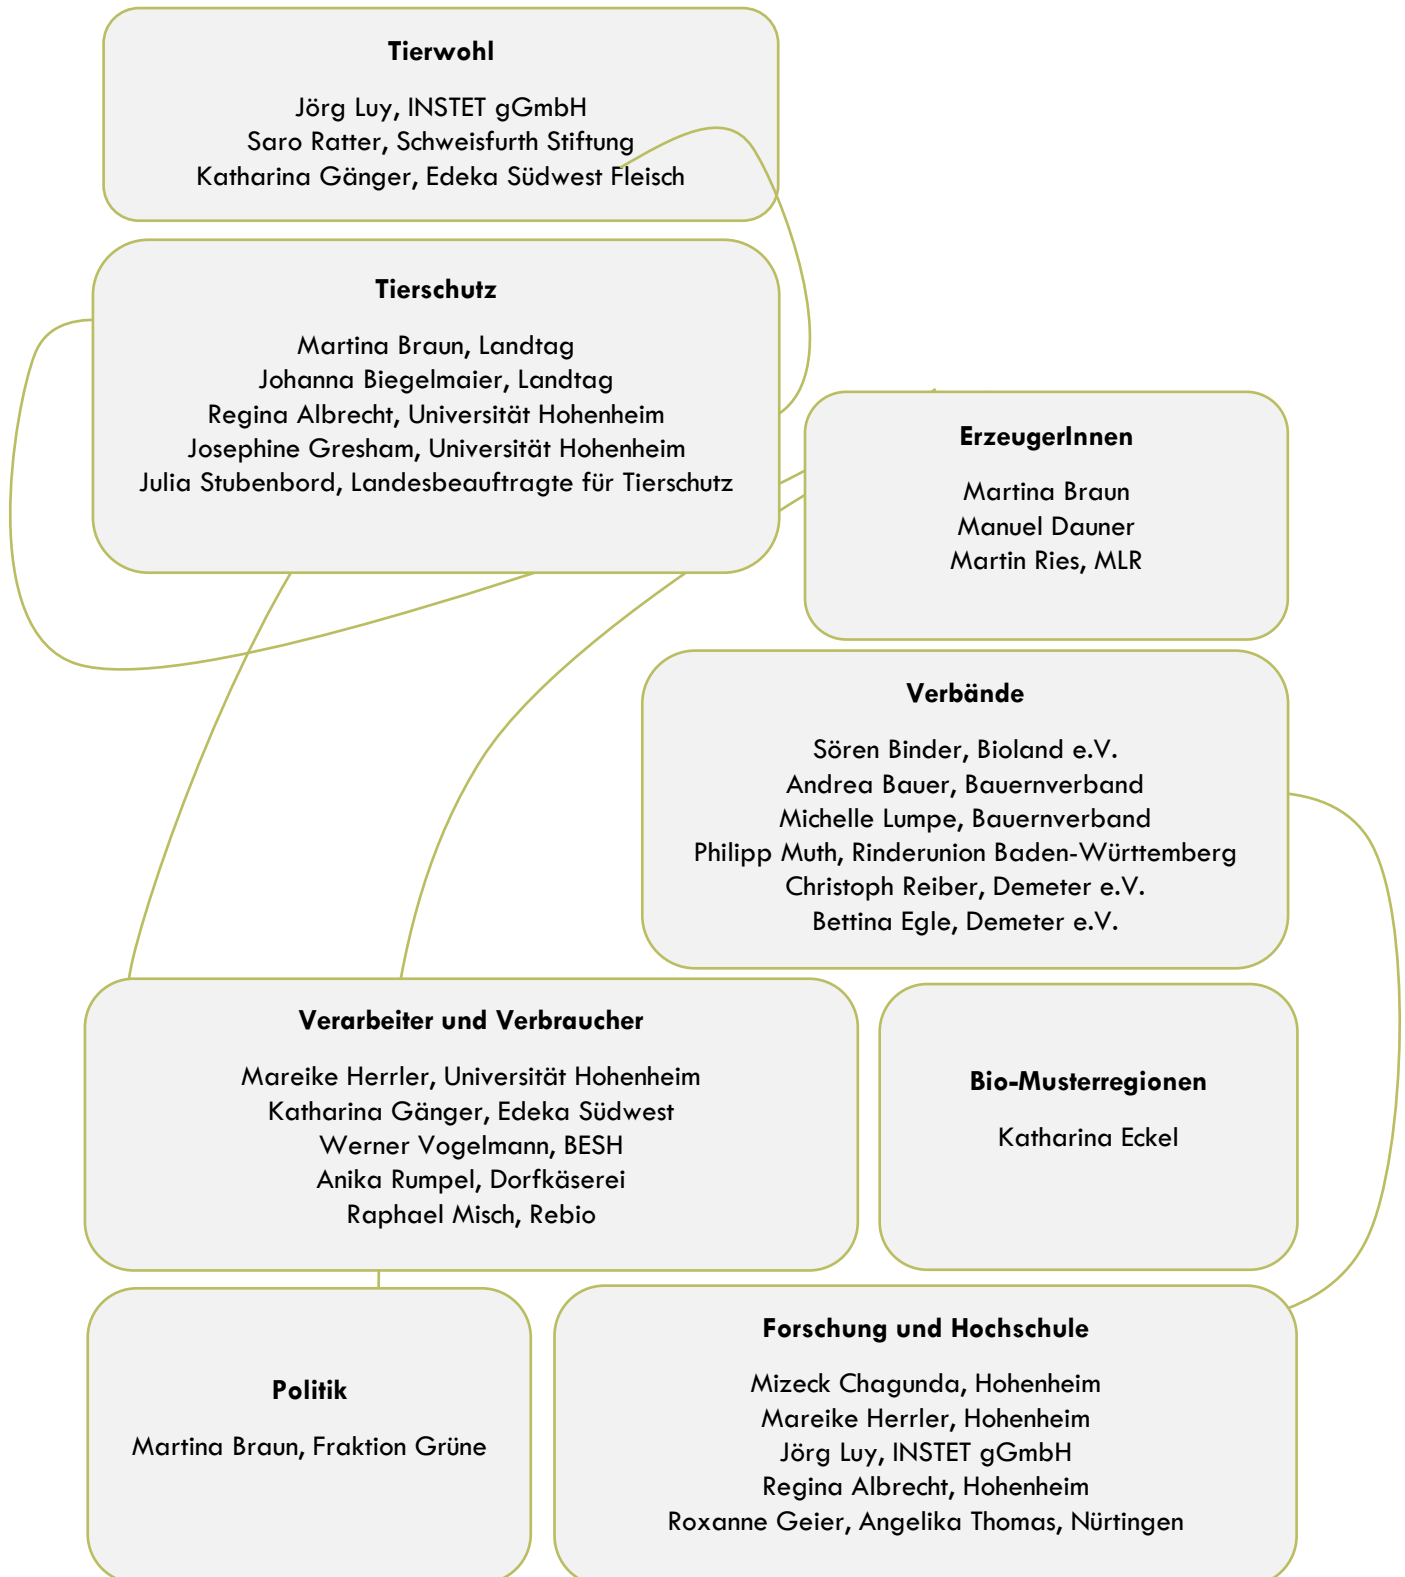 Tierwohl
Jörg Luy, INSTET gGmbH
Saro Ratter, Schweisfurth Stiftung
Katharina Gänger, Edeka Südwest Fleisch
Tierschutz
Martina Braun, Landtag
Johanna Biegelmaier, Landtag
Regina Albrecht, Universität Hohenheim
Josephine Gresham, Universität Hohenheim
Julia Stubenbord, Landesbeauftragte für Tierschutz
ErzeugerInnen
Martina Braun
Manuel Dauner
Martin Ries, MLR
Verbände
Sören Binder, Bioland e.V.
Andrea Bauer, Bauernverband
Michelle Lumpe, Bauernverband
Philipp Muth, Rinderunion Baden-Württemberg
Christoph Reiber, Demeter e.V.
Bettina Egle, Demeter e.V.
Verarbeiter und Verbraucher
Mareike Herrler, Universität Hohenheim
Katharina Gänger, Edeka Südwest
Werner Vogelmann, BESH
Anika Rumpel, Dorfkäserei
Raphael Misch, Rebio
Bio-Musterregionen
Katharina Eckel
Politik
Martina Braun, Fraktion Grüne
Forschung und Hochschule
Mizeck Chagunda, Hohenheim
Mareike Herrler, Hohenheim
Jörg Luy, INSTET gGmbH
Regina Albrecht, Hohenheim
Roxanne Geier, Angelika Thomas, Nürtingen